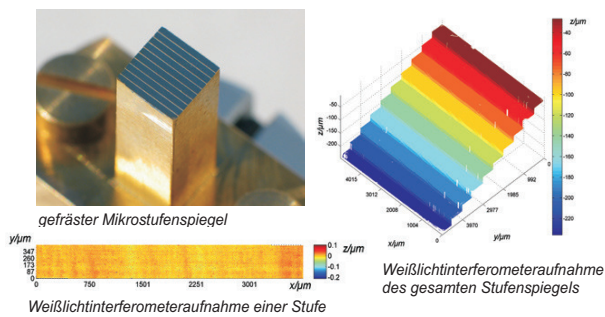 gefräster Mikrostufenspiegel
y/µm
347
260
173
87
0
0 750 1501 2251 3001
x/µm
z/µm
0.1
0
-0.1
-0.2
Weißlichtinterferometeraufnahme einer Stufe
z/µm
-50
-100
-150
-200
4015
3012
2008
1004
0
x/µm
3970
2977
1985
992
0
y/µm
z/µm
-40
-60
-80
-100
-120
-140
-160
-180
-200
-220
Weißlichtinterferometeraufnahme
des gesamten Stufenspiegels